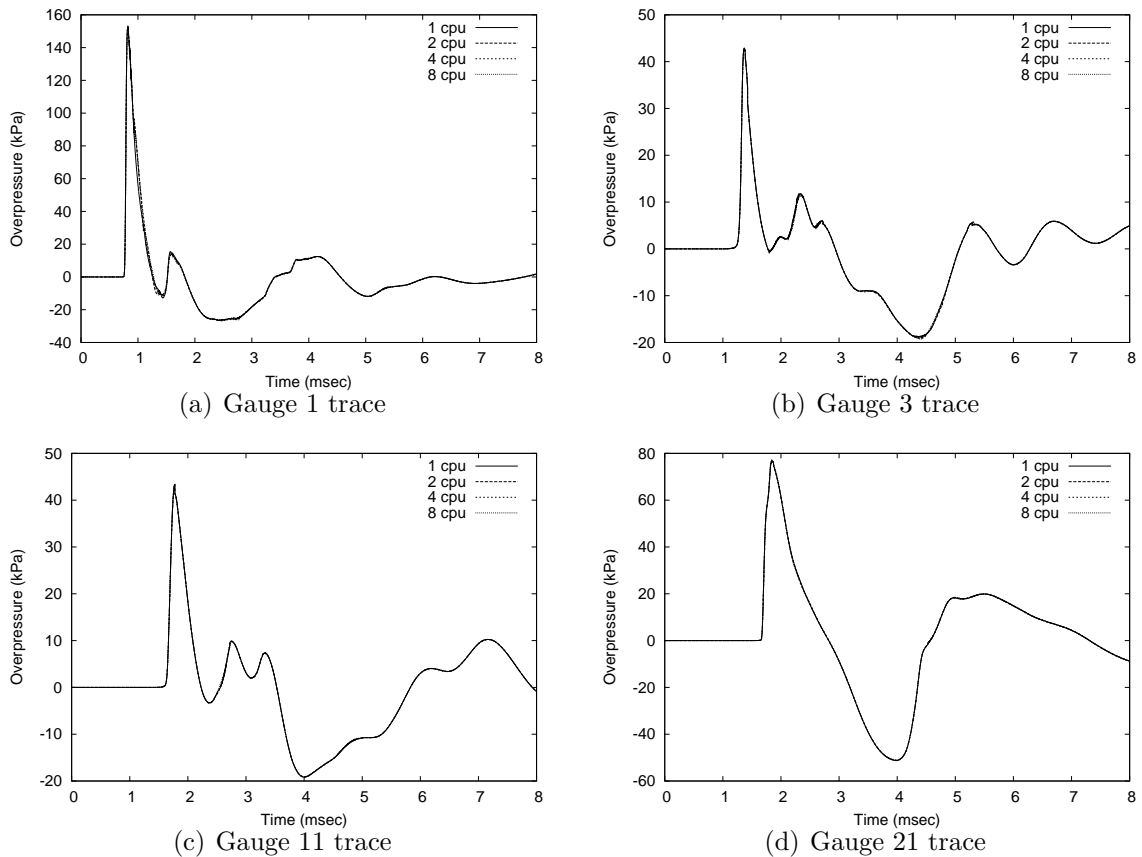 160
140
120
100
80
60
40
20
0
-20
-40
Overpressure (kPa)
1 cpu
2 cpu
4 cpu
8 cpu
0 1 2 3 4 5 6 7 8
Time (msec)
(a) Gauge 1 trace
50
40
30
20
10
0
-10
-20
Overpressure (kPa)
1 cpu
2 cpu
4 cpu
8 cpu
0 1 2 3 4 5 6 7 8
Time (msec)
(b) Gauge 3 trace
50
40
30
20
10
0
-10
-20
Overpressure (kPa)
1 cpu
2 cpu
4 cpu
8 cpu
0 1 2 3 4 5 6 7 8
Time (msec)
(c) Gauge 11 trace
80
60
40
20
0
-20
-40
-60
Overpressure (kPa)
1 cpu
2 cpu
4 cpu
8 cpu
0 1 2 3 4 5 6 7 8
Time (msec)
(d) Gauge 21 trace